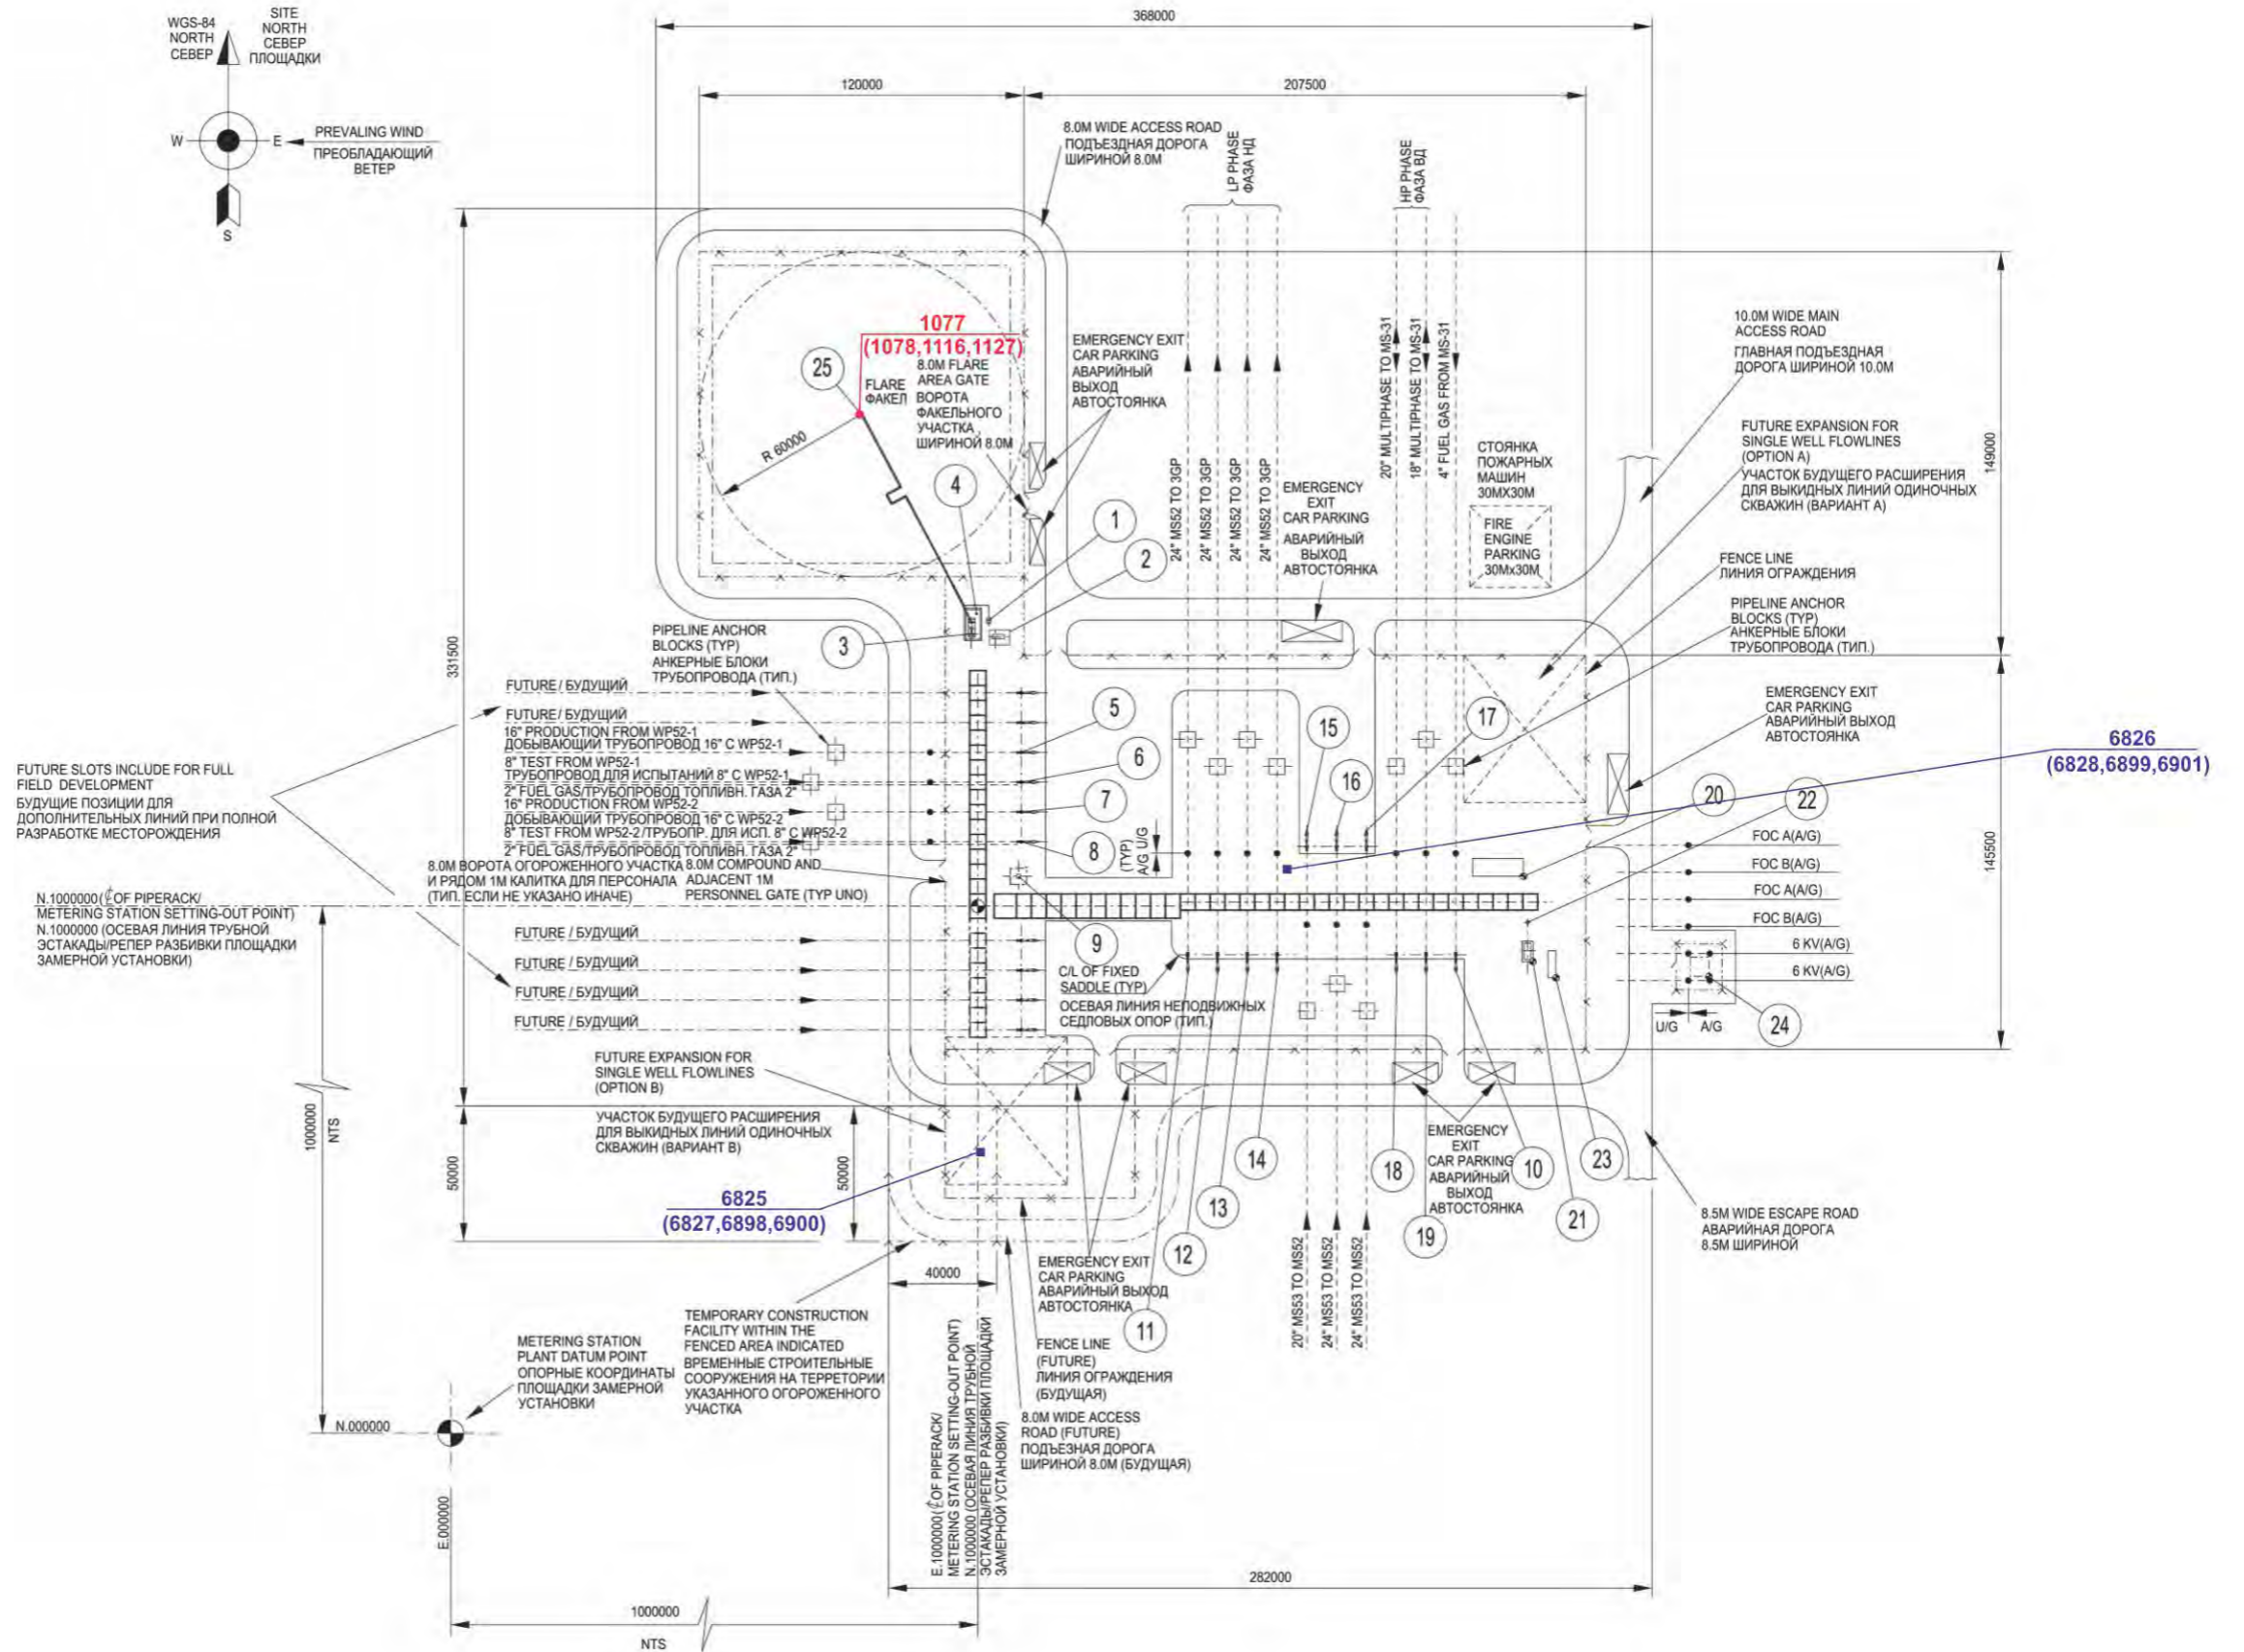 WGS-84
NORTH
СЕВЕР
SITE
NORTH
СЕВЕР
ПЛОЩАДКИ
W
E
S
PREVALING WIND
ПРЕОБЛАДАЮЩИЙ
ВЕТЕР
368000
120000
207500
8.0M WIDE ACCESS ROAD
ПОДЪЕЗДНАЯ ДОРОГА
ШИРИНОЙ 8.0М
LP PHASE
ФАЗА НД
HP PHASE
ФАЗА ВД
1077
(1078,1116,1127)
25
FLARE
ФАКЕЛ
8.0M FLARE
AREA GATE
ВОРОТА
ФАКЕЛЬНОГО
УЧАСТКА
ШИРИНОЙ 8.0М
R 60000
EMERGENCY EXIT
CAR PARKING
АВАРИЙНЫЙ
ВЫХОД
АВТОСТОЯНКА
4
1
2
3
24" MS52 TO 3GP
24" MS52 TO 3GP
24" MS52 TO 3GP
24" MS52 TO 3GP
EMERGENCY
EXIT
CAR PARKING
АВАРИЙНЫЙ
ВЫХОД
АВТОСТОЯНКА
20" MULTIPHASE TO MS-31
18" MULTIPHASE TO MS-31
4" FUEL GAS FROM MS-31
СТОЯНКА
ПОЖАРНЫХ
МАШИН
30МХ30М
FIRE
ENGINE
PARKING
30Mx30M
10.0M WIDE MAIN
ACCESS ROAD
ГЛАВНАЯ ПОДЪЕЗДНАЯ
ДОРОГА ШИРИНОЙ 10.0М
FUTURE EXPANSION FOR
SINGLE WELL FLOWLINES
(OPTION A)
УЧАСТОК БУДУЩЕГО РАСШИРЕНИЯ
ДЛЯ ВЫКИДНЫХ ЛИНИЙ ОДИНОЧНЫХ
СКВАЖИН (ВАРИАНТ А)
149000
FENCE LINE
ЛИНИЯ ОГРАЖДЕНИЯ
PIPELINE ANCHOR
BLOCKS (TYP)
АНКЕРНЫЕ БЛОКИ
ТРУБОПРОВОДА (ТИП.)
EMERGENCY EXIT
CAR PARKING
АВАРИЙНЫЙ ВЫХОД
АВТОСТОЯНКА
6826
(6828,6899,6901)
331500
PIPELINE ANCHOR
BLOCKS (TYP)
АНКЕРНЫЕ БЛОКИ
ТРУБОПРОВОДА (ТИП.)
FUTURE/ БУДУЩИЙ
FUTURE/ БУДУЩИЙ
16" PRODUCTION FROM WP52-1
ДОБЫВАЮЩИЙ ТРУБОПРОВОД 16" С WP52-1
8" TEST FROM WP52-1
ТРУБОПРОВОД ДЛЯ ИСПЫТАНИЙ 8" С WP52-1
2" FUEL GAS/ТРУБОПРОВОД ТОПЛИВН. ГАЗА 2"
16" PRODUCTION FROM WP52-2
ДОБЫВАЮЩИЙ ТРУБОПРОВОД 16" С WP52-2
8" TEST FROM WP52-2 /ТРУБОПР. ДЛЯ ИСП. 8" С WP52-2
2" FUEL GAS/ТРУБОПРОВОД ТОПЛИВН. ГАЗА 2"
8.0М ВОРОТА ОГОРОЖЕННОГО УЧАСТКА
И РЯДОМ 1М КАЛИТКА ДЛЯ ПЕРСОНАЛА
(ТИП. ЕСЛИ НЕ УКАЗАНО ИНАЧЕ)
8.0M COMPOUND AND
ADJACENT 1M
PERSONNEL GATE (TYP UNO)
FUTURE SLOTS INCLUDE FOR FULL
FIELD DEVELOPMENT
БУДУЩИЕ ПОЗИЦИИ ДЛЯ
ДОПОЛНИТЕЛЬНЫХ ЛИНИЙ ПРИ ПОЛНОЙ
РАЗРАБОТКЕ МЕСТОРОЖДЕНИЯ
5
6
7
8
9
15
16
17
20
22
(TYP)
A/G U/G
FOC A(A/G)
FOC B(A/G)
FOC A(A/G)
FOC B(A/G)
6 KV(A/G)
6 KV(A/G)
U/G
A/G
24
145500
N.1000000 (℄ OF PIPERACK/
METERING STATION SETTING-OUT POINT)
N.1000000 (ОСЕВАЯ ЛИНИЯ ТРУБНОЙ
ЭСТАКАДЫ/РЕПЕР РАЗБИВКИ ПЛОЩАДКИ
ЗАМЕРНОЙ УСТАНОВКИ)
FUTURE / БУДУЩИЙ
FUTURE / БУДУЩИЙ
FUTURE / БУДУЩИЙ
FUTURE / БУДУЩИЙ
C/L OF FIXED
SADDLE (TYP)
ОСЕВАЯ ЛИНИЯ НЕПОДВИЖНЫХ
СЕДЛОВЫХ ОПОР (ТИП.)
FUTURE EXPANSION FOR
SINGLE WELL FLOWLINES
(OPTION B)
УЧАСТОК БУДУЩЕГО РАСШИРЕНИЯ
ДЛЯ ВЫКИДНЫХ ЛИНИЙ ОДИНОЧНЫХ
СКВАЖИН (ВАРИАНТ В)
1000000
NTS
50000
50000
6825
(6827,6898,6900)
14
13
12
11
18
19
10
21
23
EMERGENCY
EXIT
CAR PARKING
АВАРИЙНЫЙ
ВЫХОД
АВТОСТОЯНКА
8.5M WIDE ESCAPE ROAD
АВАРИЙНАЯ ДОРОГА
8.5М ШИРИНОЙ
20" MS53 TO MS52
24" MS53 TO MS52
24" MS53 TO MS52
40000
EMERGENCY EXIT
CAR PARKING
АВАРИЙНЫЙ ВЫХОД
АВТОСТОЯНКА
TEMPORARY CONSTRUCTION
FACILITY WITHIN THE
FENCED AREA INDICATED
ВРЕМЕННЫЕ СТРОИТЕЛЬНЫЕ
СООРУЖЕНИЯ НА ТЕРРЕТОРИИ
УКАЗАННОГО ОГОРОЖЕННОГО
УЧАСТКА
METERING STATION
PLANT DATUM POINT
ОПОРНЫЕ КООРДИНАТЫ
ПЛОЩАДКИ ЗАМЕРНОЙ
УСТАНОВКИ
FENCE LINE
(FUTURE)
ЛИНИЯ ОГРАЖДЕНИЯ
(БУДУЩАЯ)
8.0M WIDE ACCESS
ROAD (FUTURE)
ПОДЪЕЗНАЯ ДОРОГА
ШИРИНОЙ 8.0М (БУДУЩАЯ)
N.000000
E.000000
E.1000000 (℄ OF PIPERACK/
METERING STATION SETTING-OUT POINT)
N.1000000 (ОСЕВАЯ ЛИНИЯ ТРУБНОЙ
ЭСТАКАДЫ/РЕПЕР РАЗБИВКИ ПЛОЩАДКИ
ЗАМЕРНОЙ УСТАНОВКИ)
282000
1000000
NTS